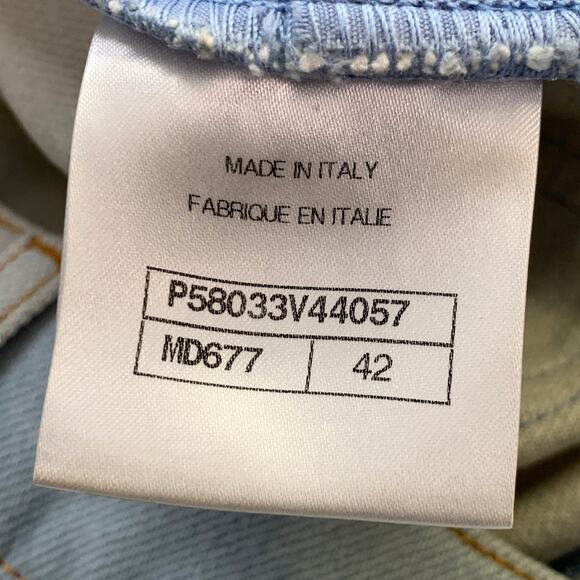 MADE IN ITALY
FABRIQUE EN ITALIE
P58033V44057
MD677 42